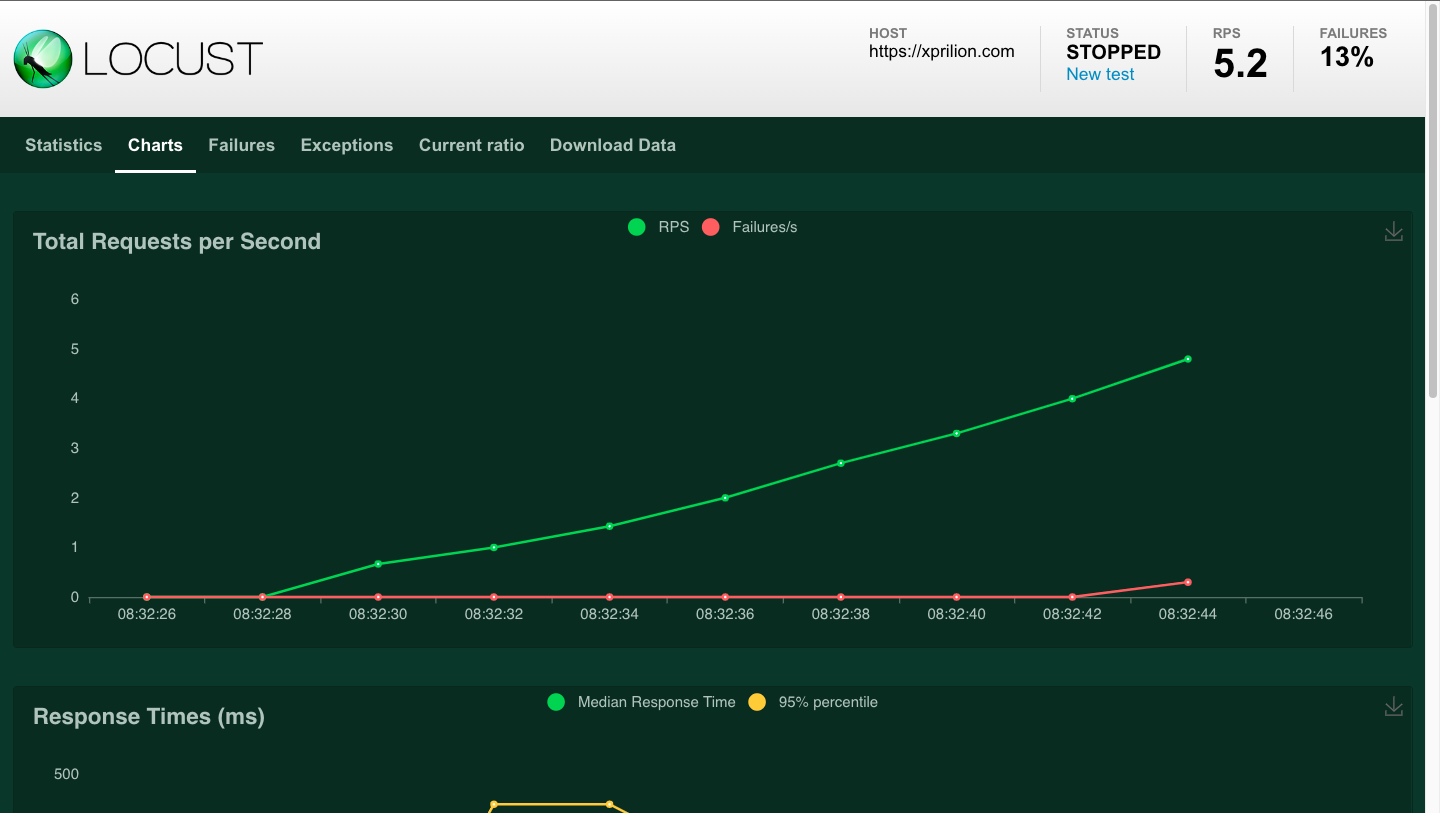 LOCUST
HOST
https://xprilion.com
STATUS
STOPPED
New test
RPS
5.2
FAILURES
13%
Statistics Charts Failures Exceptions Current ratio Download Data
Total Requests per Second
RPS Failures/s
6
5
4
3
2
1
0
08:32:26 08:32:28 08:32:30 08:32:32 08:32:34 08:32:36 08:32:38 08:32:40 08:32:42 08:32:44 08:32:46
Response Times (ms)
Median Response Time 95% percentile
500